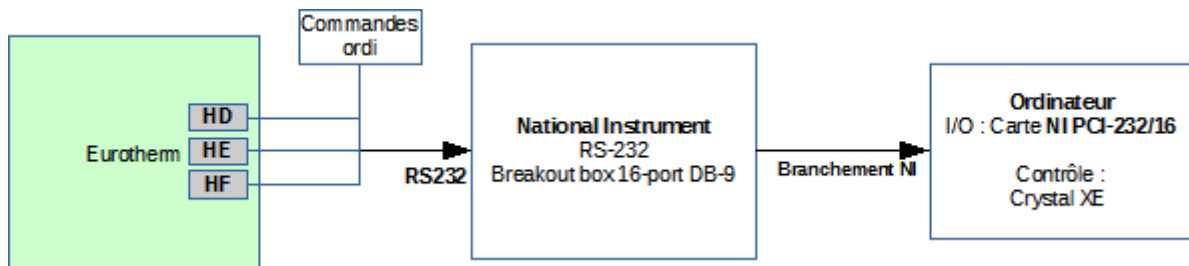 Commandes
ordi
Eurotherm
HD
HE
HF
RS232
National Instrument
RS-232
Breakout box 16-port DB-9
Branchement NI
Ordinateur
I/O : Carte NI PCI-232/16
Contrôle :
Crystal XE